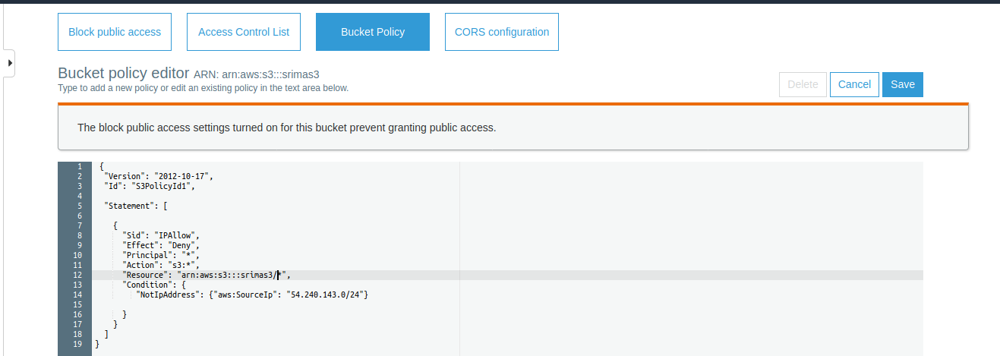 Block public access
Access Control List
Bucket Policy
CORS configuration
Bucket policy editor ARN: arn:aws:s3:::srimas3
Type to add a new policy or edit an existing policy in the text area below.
Delete
Cancel
Save
The block public access settings turned on for this bucket prevent granting public access.
1 {
2 "Version": "2012-10-17",
3 "Id": "S3PolicyId1",
4
5 "Statement": [
6
7 {
8 "Sid": "IPAllow",
9 "Effect": "Deny",
10 "Principal": "*",
11 "Action": "s3:*",
12 "Resource": "arn:aws:s3:::srimas3/*",
13 "Condition": {
14 "NotIpAddress": {"aws:SourceIp": "54.240.143.0/24"}
15
16 }
17 }
18 ]
19 }